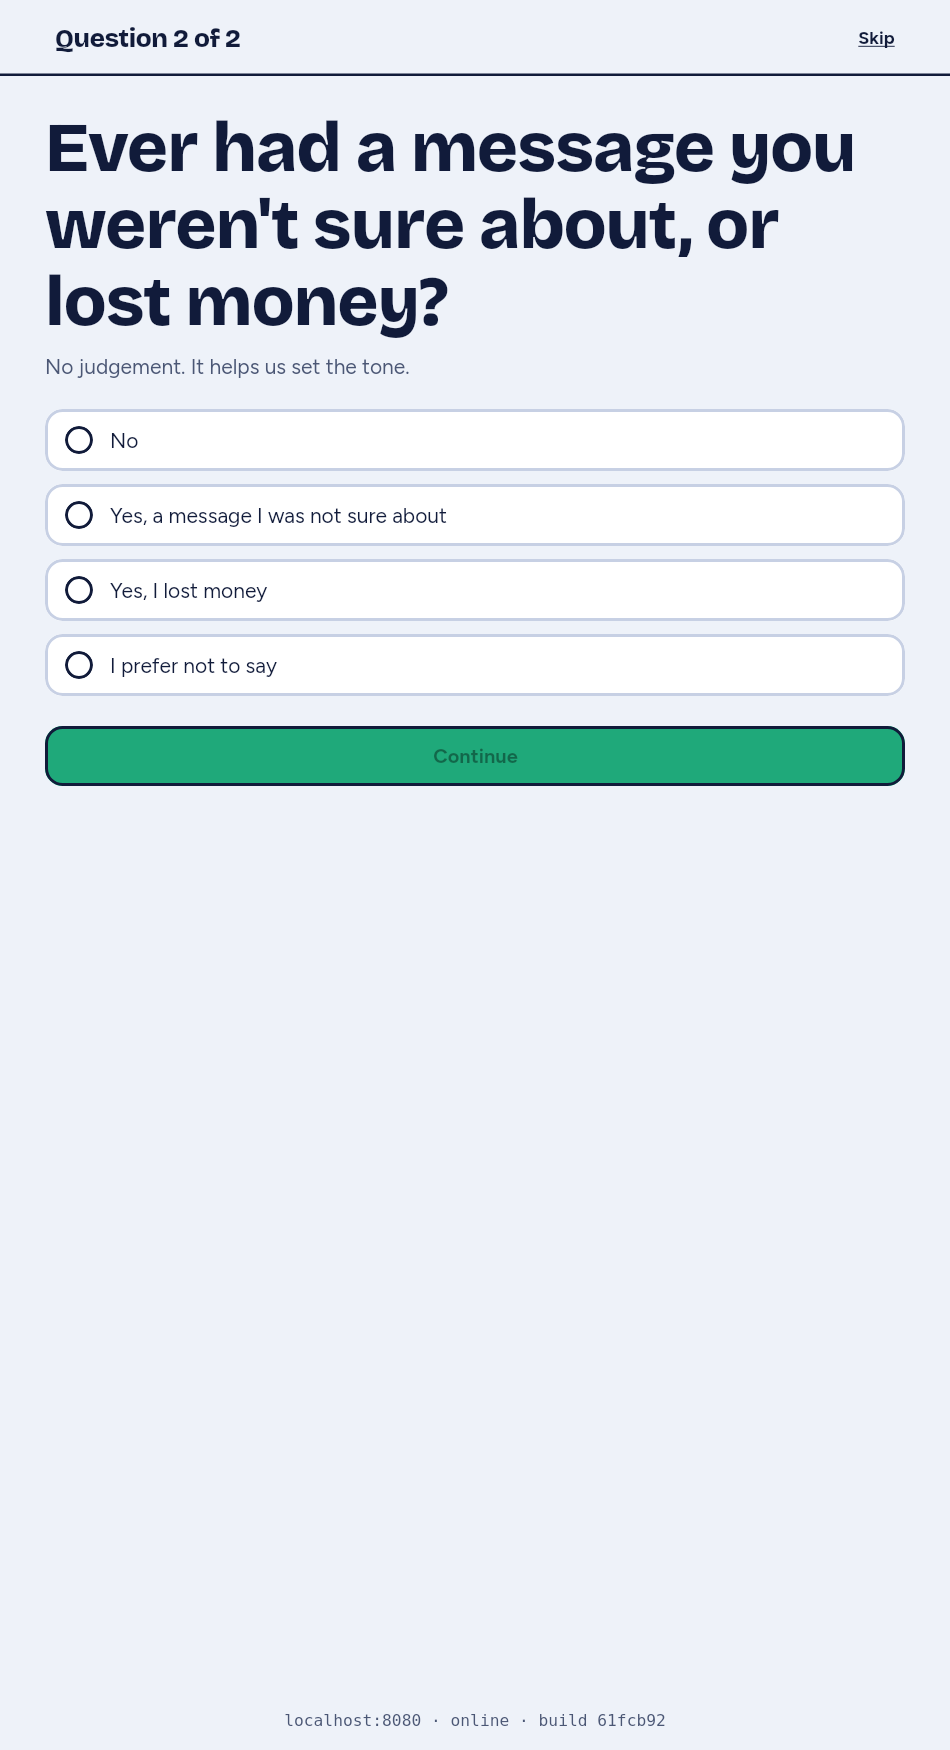 Question 2 of 2
Skip
Ever had a message you
weren't sure about, or
lost money?
No judgement. It helps us set the tone.
No
Yes, a message I was not sure about
Yes, I lost money
I prefer not to say
Continue
localhost:8080 · online · build 61fcb92